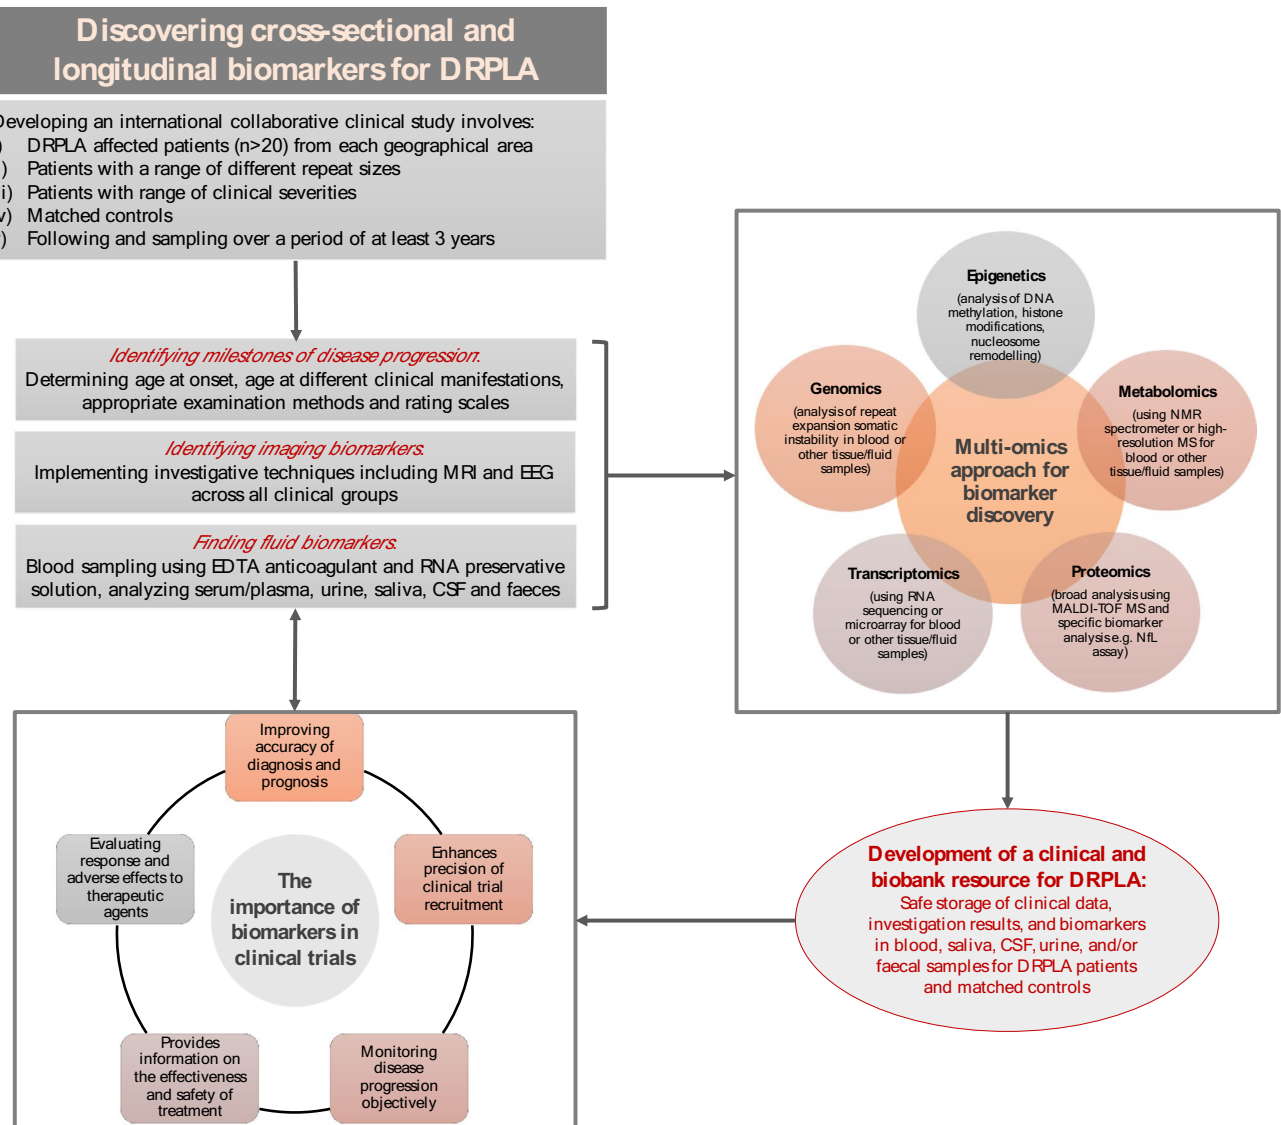 Discovering cross-sectional and
longitudinal biomarkers for DRPLA
Developing an international collaborative clinical study involves:
) DRPLA affected patients (n>20) from each geographical area
) Patients with a range of different repeat sizes
i) Patients with range of clinical severities
v) Matched controls
) Following and sampling over a period of at least 3 years
Identifying milestones of disease progression:
Determining age at onset, age at different clinical manifestations,
appropriate examination methods and rating scales
Identifying imaging biomarkers:
Implementing investigative techniques including MRI and EEG
across all clinical groups
Finding fluid biomarkers:
Blood sampling using EDTA anticoagulant and RNA preservative
solution, analyzing serum/plasma, urine, saliva, CSF and faeces
Epigenetics
(analysis of DNA
methylation, histone
modifications,
nucleosome
remodelling)
Genomics
(analysis of repeat
expansion somatic
instability in blood or
other tissue/fluid
samples)
Metabolomics
(using NMR
spectrometer or high-
resolution MS for
blood or other
tissue/fluid samples)
Multi-omics
approach for
biomarker
discovery
Transcriptomics
(using RNA
sequencing or
microarray for blood
or other tissue/fluid
samples)
Proteomics
(broad analysis using
MALDI-TOF MS and
specific biomarker
analysis e.g. NfL
assay)
Improving
accuracy of
diagnosis and
prognosis
Evaluating
response and
adverse effects to
therapeutic
agents
The
importance of
biomarkers in
clinical trials
Enhances
precision of
clinical trial
recruitment
Provides
information on
the effectiveness
and safety of
treatment
Monitoring
disease
progression
objectively
Development of a clinical and
biobank resource for DRPLA:
Safe storage of clinical data,
investigation results, and biomarkers
in blood, saliva, CSF, urine, and/or
faecal samples for DRPLA patients
and matched controls